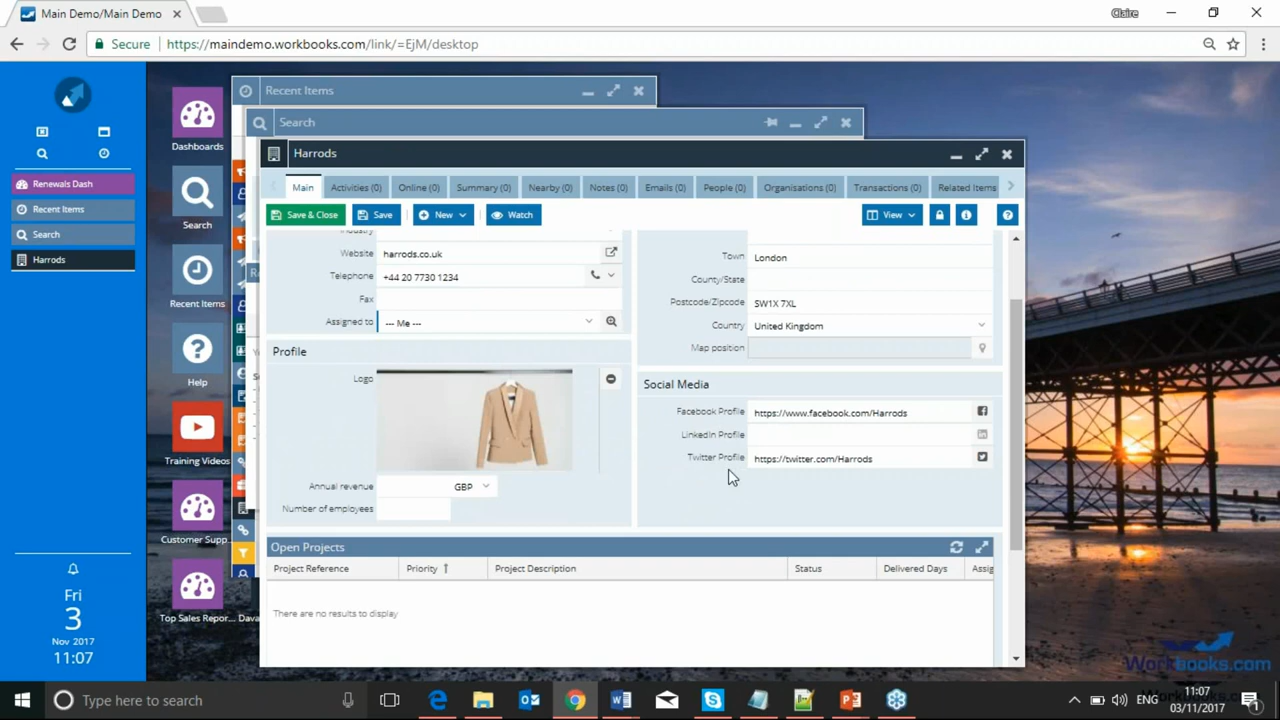 Main Demo/Main Demo
Claire
Secure https://maindemo.workbooks.com/link/=EjM/desktop
Dashboards
Search
Recent Items
Help
Training Videos
Customer Supp...
Top Sales Repor...
Renewals Dash
Recent Items
Search
Harrods
Fri
3
Nov 2017
11:07
Recent Items
Search
Harrods
Main Activities (0) Online (0) Summary (0) Nearby (0) Notes (0) Emails (0) People (0) Organisations (0) Transactions (0) Related Items
Save & Close Save New Watch View
Industry
Website harrods.co.uk
Telephone +44 20 7730 1234
Fax
Assigned to --- Me ---
Town London
County/State
Postcode/Zipcode SW1X 7XL
Country United Kingdom
Map position
Profile
Logo
Annual revenue GBP
Number of employees
Social Media
Facebook Profile https://www.facebook.com/Harrods
LinkedIn Profile
Twitter Profile https://twitter.com/Harrods
Open Projects
Project Reference Priority Project Description Status Delivered Days Assig
There are no results to display
Workbooks.com
Type here to search
ENG
11:07
03/11/2017